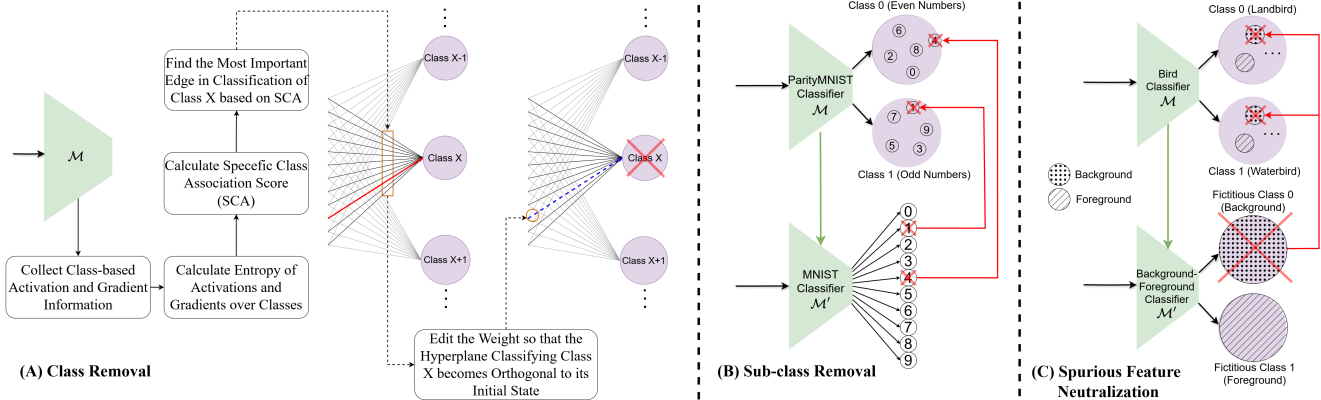 Find the Most Important
Edge in Classification of
Class X based on SCA
ℳ
Calculate Specefic Class
Association Score
(SCA)
Collect Class-based
Activation and Gradient
Information
Calculate Entropy of
Activations and
Gradients over Classes
Class X-1
Class X
Class X+1
Class X-1
Class X
Class X+1
Edit the Weight so that the
Hyperplane Classifying Class
X becomes Orthogonal to its
Initial State
(A) Class Removal
Class 0 (Even Numbers)
6
4
2
8
0
ParityMNIST
Classifier
ℳ
1
7
9
5
3
Class 1 (Odd Numbers)
MNIST
Classifier
ℳ′
0
1
2
3
4
5
6
7
8
9
(B) Sub-class Removal
Class 0 (Landbird)
Bird
Classifier
ℳ
Class 1 (Waterbird)
Background
Foreground
Fictitious Class 0
(Background)
Background-
Foreground
Classifier
ℳ′
Fictitious Class 1
(Foreground)
(C) Spurious Feature
Neutralization